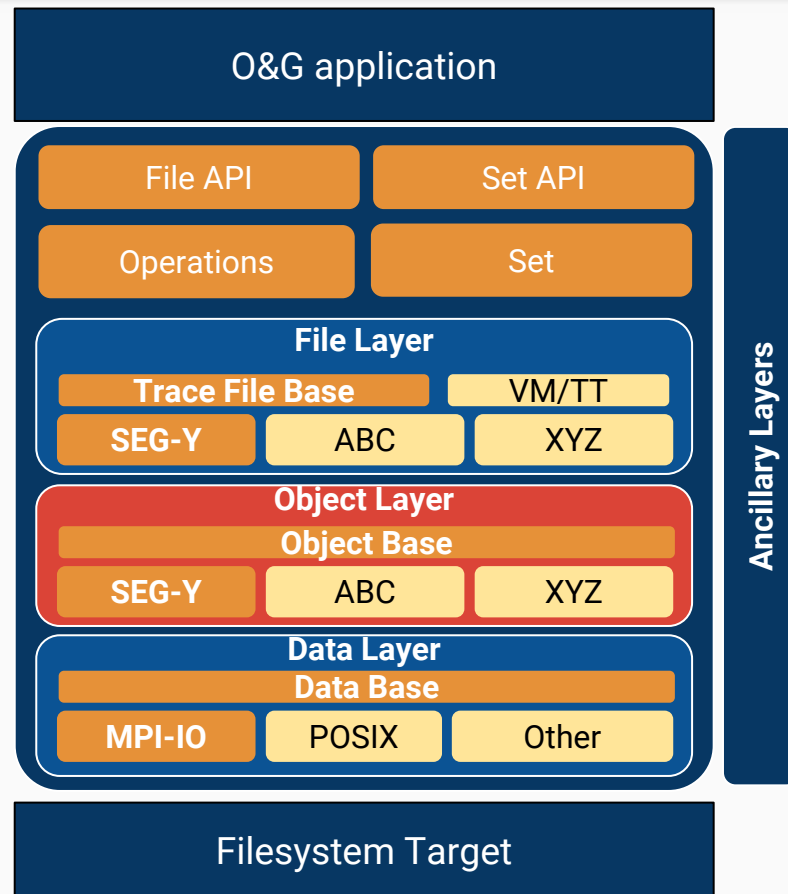 O&G application
File API
Set API
Operations
Set
File Layer
Trace File Base
VM/TT
SEG-Y
ABC
XYZ
Object Layer
Object Base
SEG-Y
ABC
XYZ
Data Layer
Data Base
MPI-IO
POSIX
Other
Ancillary Layers
Filesystem Target